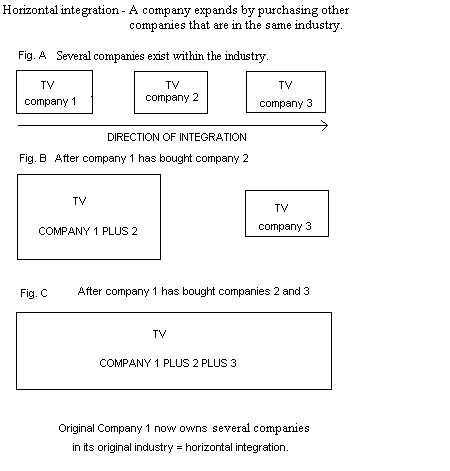 Horizontal integration - A company expands by purchasing other
companies that are in the same industry.
Fig. A Several companies exist within the industry.
TV
company 1
TV
company 2
TV
company 3
DIRECTION OF INTEGRATION
Fig. B After company 1 has bought company 2
TV
COMPANY 1 PLUS 2
TV
company 3
Fig. C After company 1 has bought companies 2 and 3
TV
COMPANY 1 PLUS 2 PLUS 3
Original Company 1 now owns several companies
in its original industry = horizontal integration.